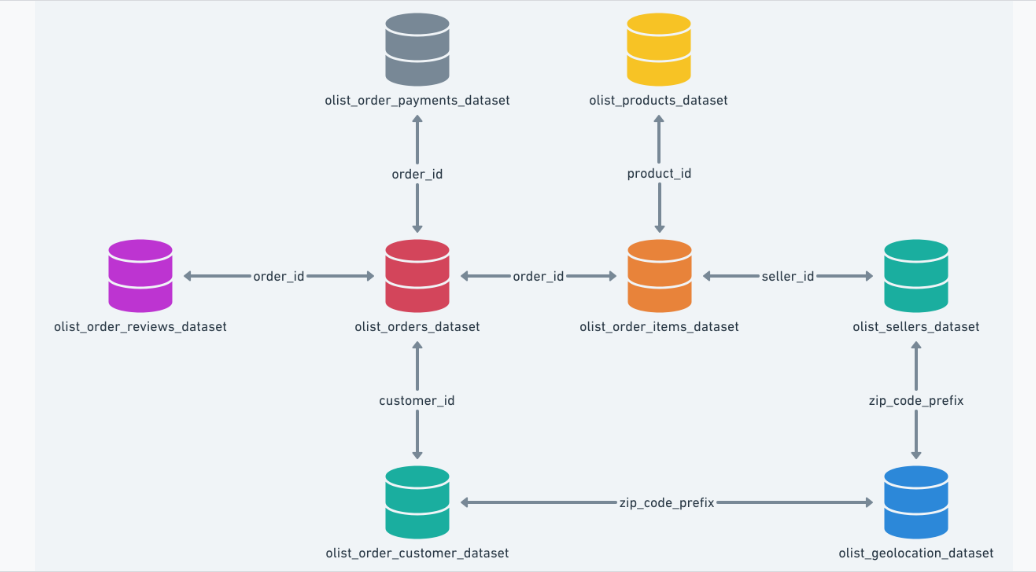 olist_order_payments_dataset
olist_products_dataset
order_id
product_id
order_id
order_id
seller_id
olist_order_reviews_dataset
olist_orders_dataset
olist_order_items_dataset
olist_sellers_dataset
customer_id
zip_code_prefix
zip_code_prefix
olist_order_customer_dataset
olist_geolocation_dataset